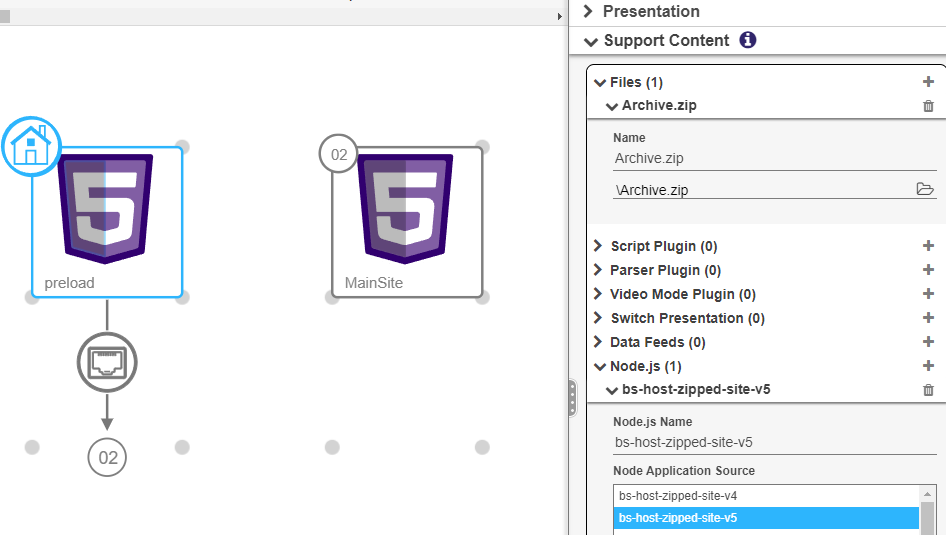 Presentation
Support Content i
Files (1)
Archive.zip
Name
Archive.zip
\Archive.zip
Script Plugin (0)
Parser Plugin (0)
Video Mode Plugin (0)
Switch Presentation (0)
Data Feeds (0)
Node.js (1)
bs-host-zipped-site-v5
Node.js Name
bs-host-zipped-site-v5
Node Application Source
bs-host-zipped-site-v4
bs-host-zipped-site-v5
5
preload
02
02
5
MainSite